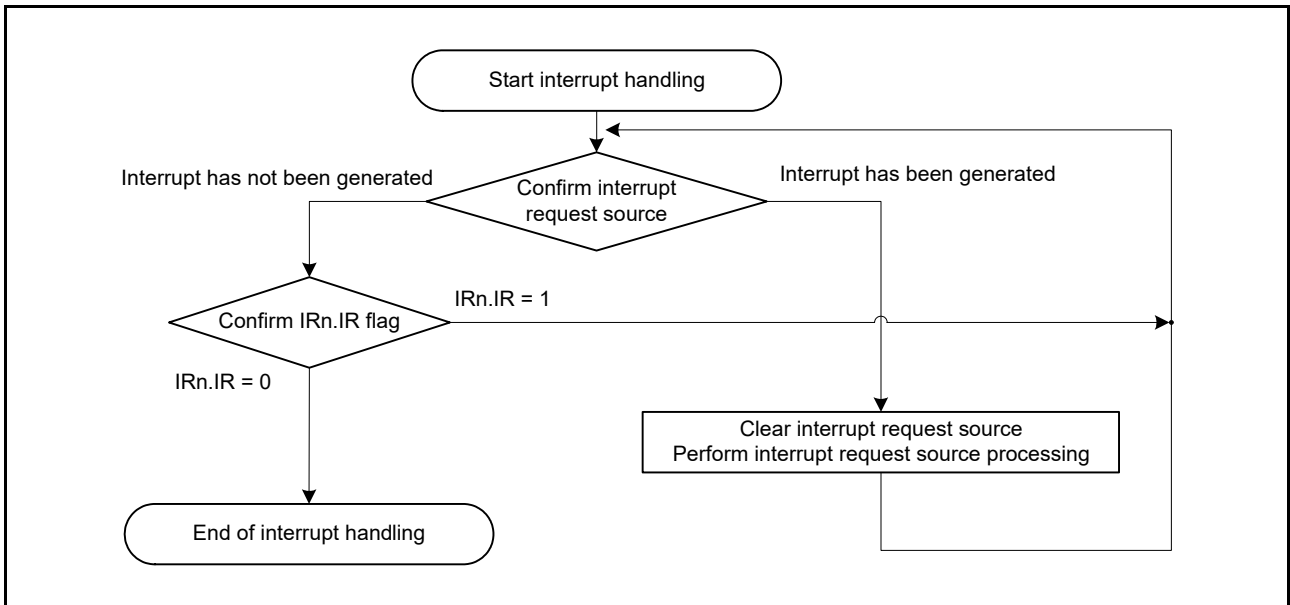 Start interrupt handling
Interrupt has not been generated
Interrupt has been generated
Confirm interrupt
request source
IRn.IR = 1
Confirm IRn.IR flag
IRn.IR = 0
Clear interrupt request source
Perform interrupt request source processing
End of interrupt handling